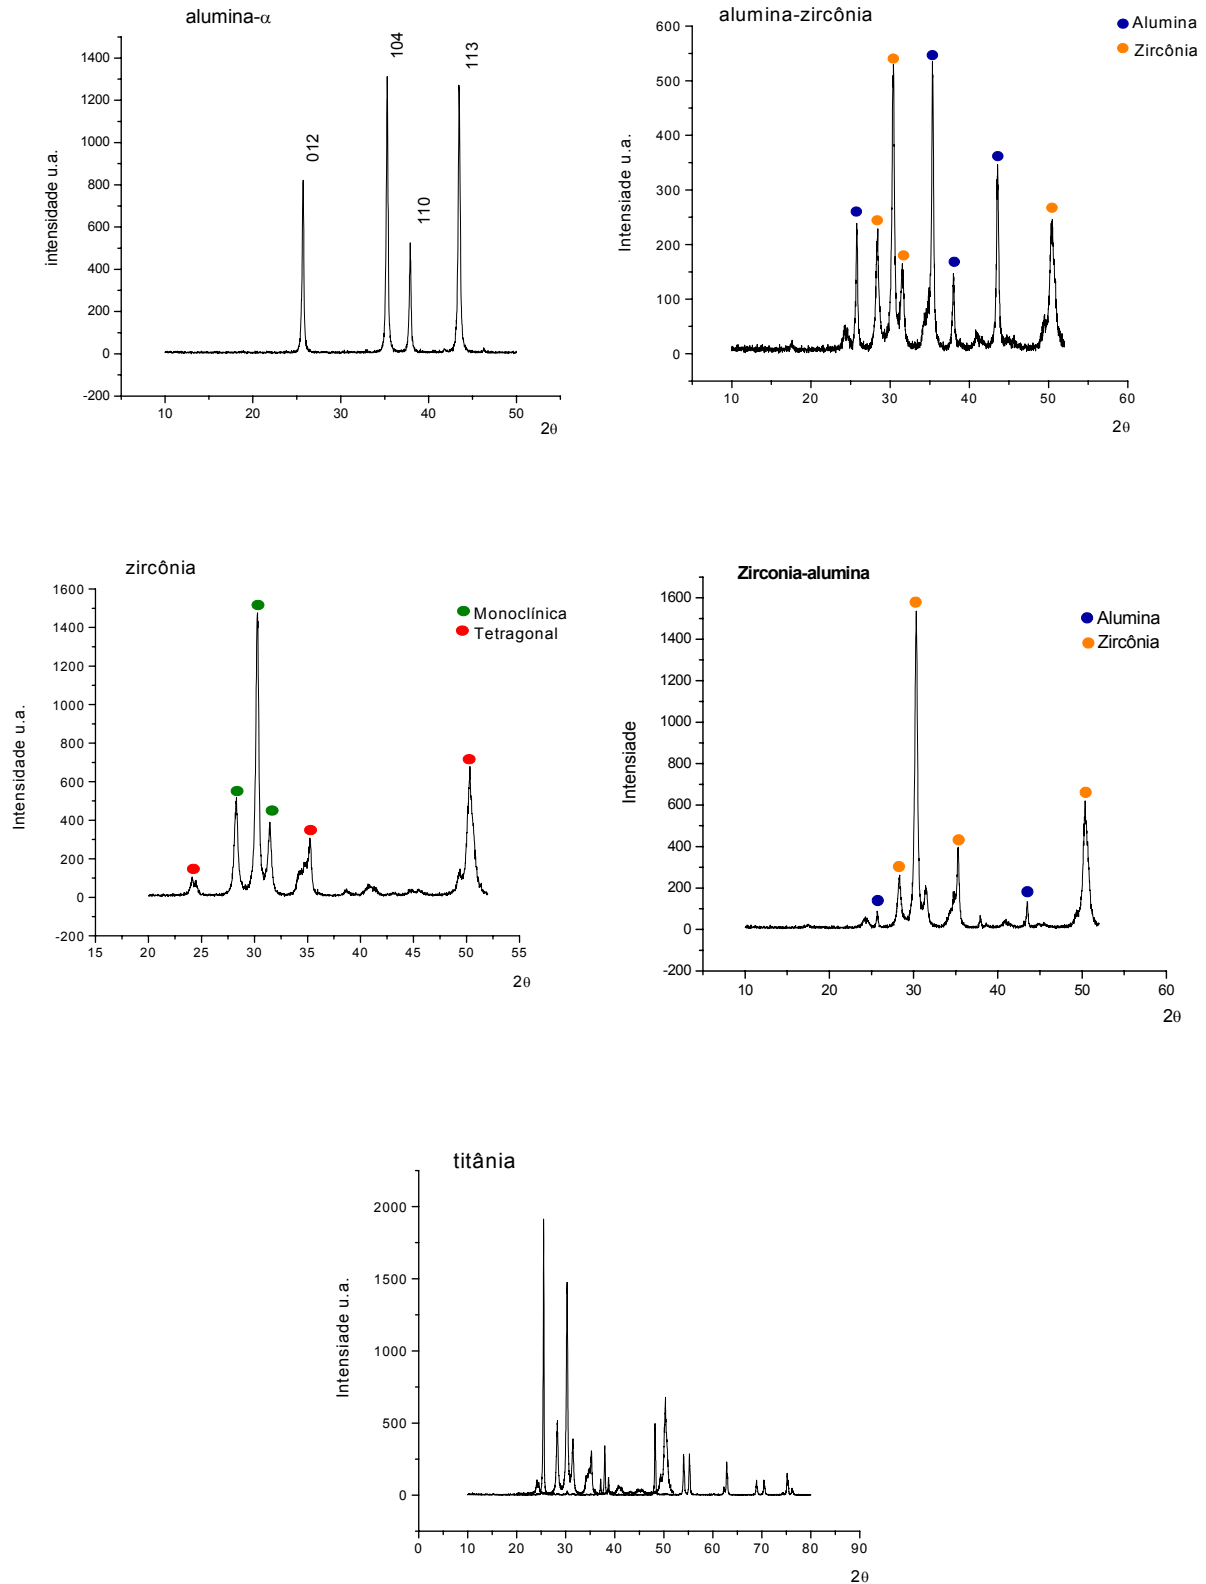 alumina-α
intensidade u.a.
1400
1200
1000
800
600
400
200
0
-200
012
104
110
113
10 20 30 40 50
2θ
alumina-zircônia
Alumina
Zircônia
Intensiade u.a.
600
500
400
300
200
100
0
10 20 30 40 50 60
2θ
zircônia
Monoclínica
Tetragonal
Intensidade u.a.
1600
1400
1200
1000
800
600
400
200
0
-200
15 20 25 30 35 40 45 50 55
2θ
Zirconia-alumina
Alumina
Zircônia
Intensiade
1600
1400
1200
1000
800
600
400
200
0
-200
10 20 30 40 50 60
2θ
titânia
Intensiade u.a.
2000
1500
1000
500
0
0 10 20 30 40 50 60 70 80 90
2θ